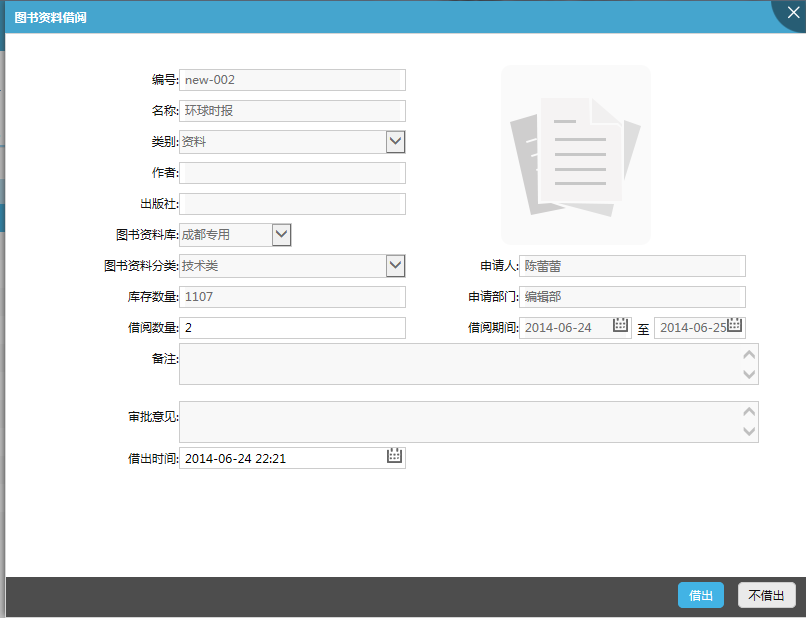 图书资料借阅
编号: new-002
名称: 环球时报
类别: 资料
作者:
出版社:
图书资料库: 成都专用
图书资料分类: 技术类 申请人: 陈蕾蕾
库存数量: 1107 申请部门: 编辑部
借阅数量: 2 借阅期间: 2014-06-24 至 2014-06-25
备注:
审批意见:
借出时间: 2014-06-24 22:21
借出 不借出